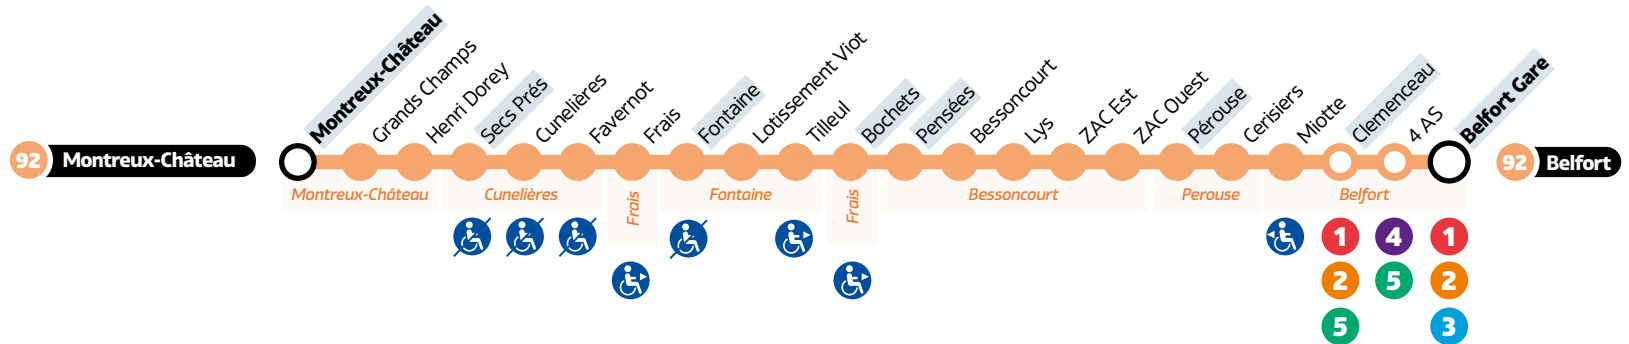 92 Montreux-Château
Montreux-Château
Grands Champs
Henri Dorey
Secs Prés
Cunelières
Favernot
Frais
Fontaine
Lotissement Viot
Tilleul
Bochets
Pensées
Bessoncourt
Lys
ZAC Est
ZAC Ouest
Pérouse
Cerisiers
Miotte
Clemenceau
4 AS
Belfort Gare
92 Belfort
Montreux-Château
Cunelières
Frais
Fontaine
Frais
Bessoncourt
Perouse
Belfort
1 4 1
2 5 2
5 3